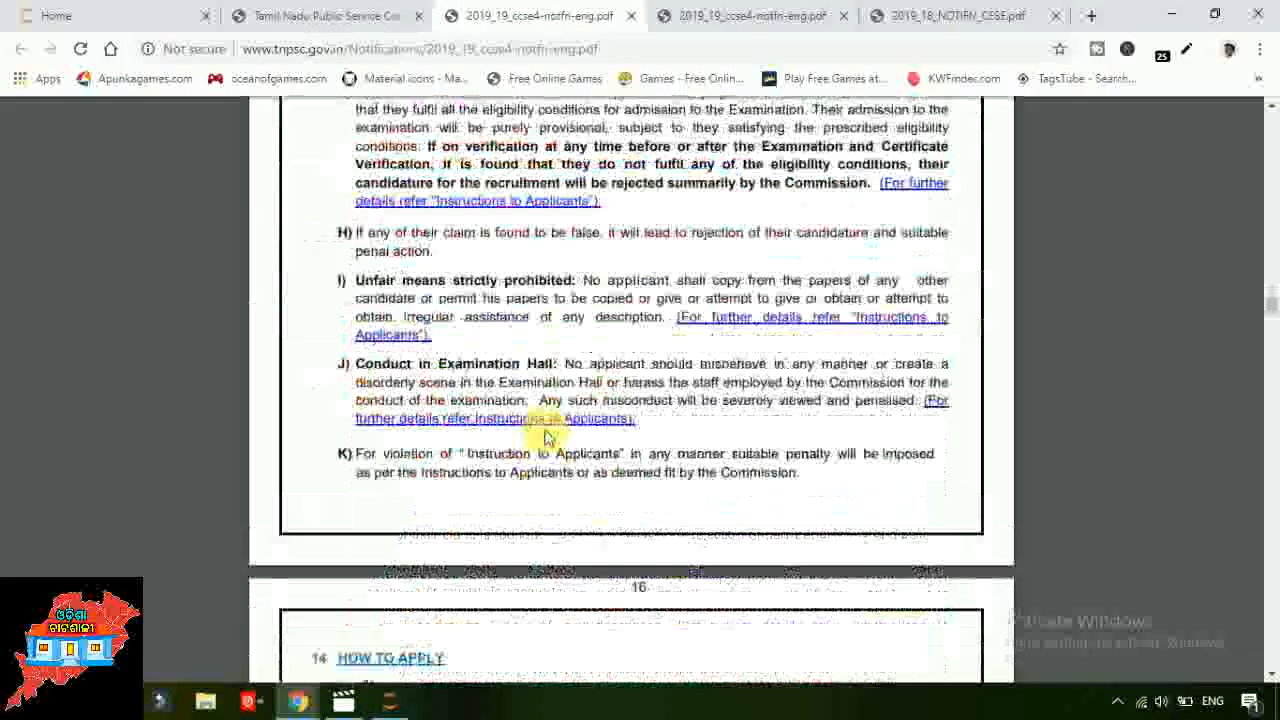 Home
Tamil Nadu Public Service Co
2019_19_ccse4-notfn-eng.pdf
2019_19_ccse4-notfn-eng.pdf
2019_18_NOTIFN_CESE.pdf
Not secure | www.tnpsc.gov.in/Notifications/2019_19_ccse4-notfn-eng.pdf
25
Apps
Apunkagames.com
oceanofgames.com
Material icons - Ma...
Free Online Games
Games - Free Onlin...
Play Free Games at...
KWFinder.com
TagsTube - Search...
»
that they fulfil all the eligibility conditions for admission to the Examination. Their admission to the
examination will be purely provisional, subject to they satisfying the prescribed eligibility
conditions. If on verification at any time before or after the Examination and Certificate
Verification, it is found that they do not fulfil any of the eligibility conditions, their
candidature for the recruitment will be rejected summarily by the Commission. (For further
details refer "Instructions to Applicants").
H) If any of their claim is found to be false, it will lead to rejection of their candidature and suitable
penal action.
I) Unfair means strictly prohibited: No applicant shall copy from the papers of any other
candidate or permit his papers to be copied or give or attempt to give or obtain or attempt to
obtain irregular assistance of any description. (For further details refer "Instructions to
Applicants").
J) Conduct in Examination Hall: No applicant should misbehave in any manner or create a
disorderly scene in the Examination Hall or harass the staff employed by the Commission for the
conduct of the examination. Any such misconduct will be severely viewed and penalised. (For
further details refer Instructions to Applicants).
K) For violation of "Instruction to Applicants" in any manner suitable penalty will be imposed
as per the Instructions to Applicants or as deemed fit by the Commission.
16
14 HOW TO APPLY
ଓଡ଼ିଶା
Activate Windows
ENG
1